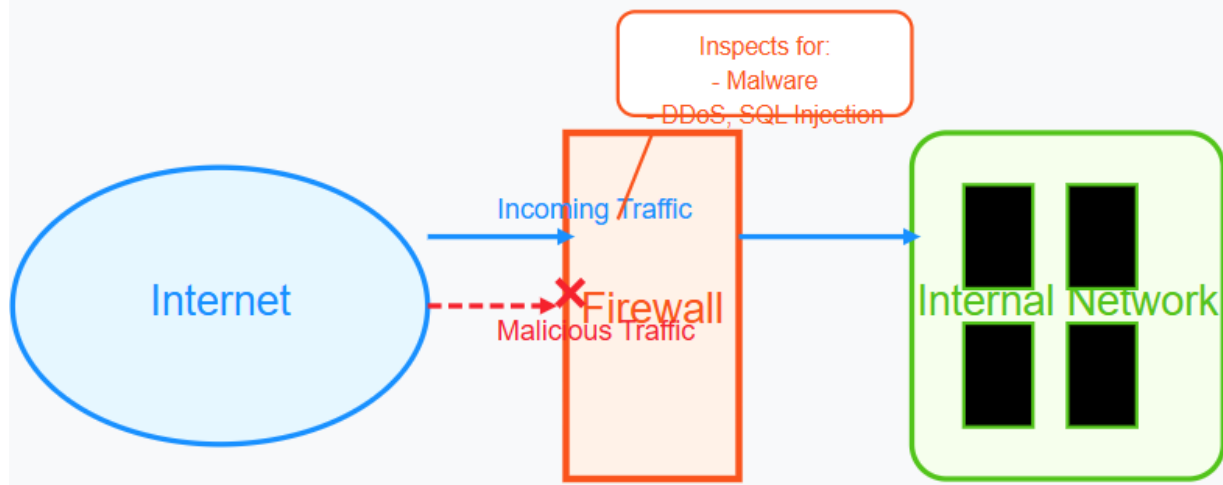 Inspects for:
- Malware
- DDoS, SQL Injection
Incoming Traffic
Internet
Firewall
Internal Network
Malicious Traffic